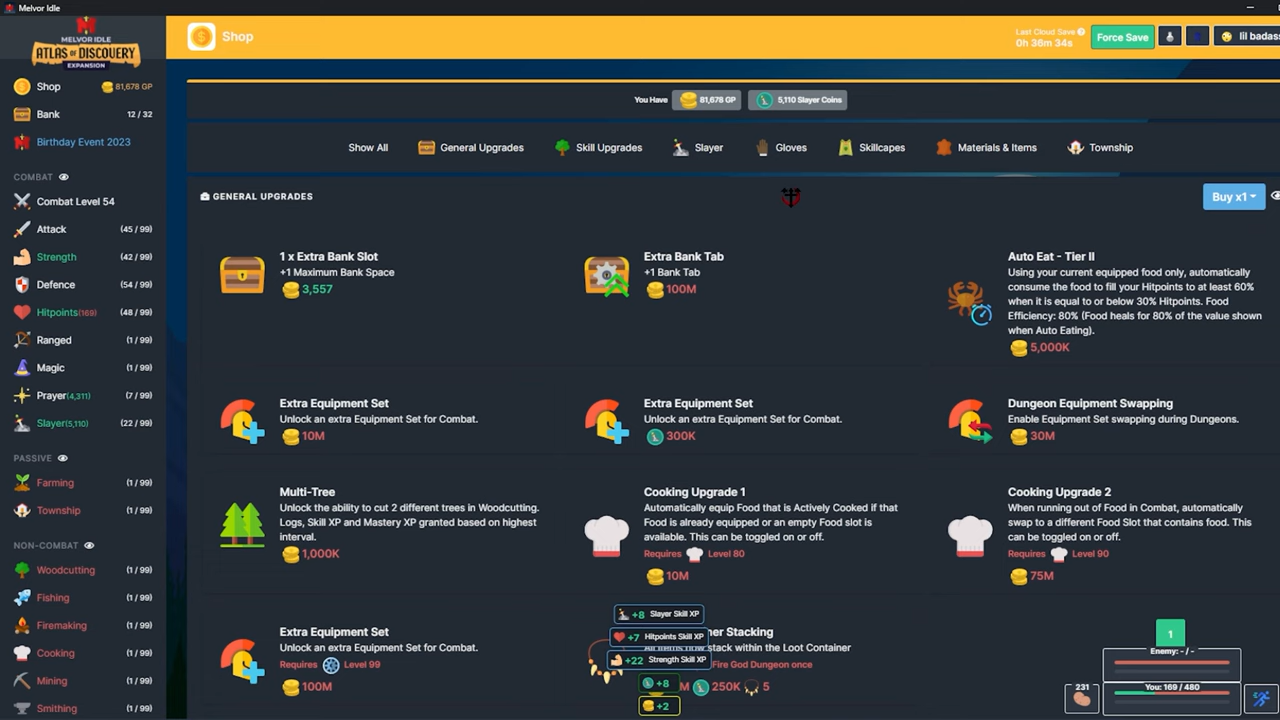 Melvor Idle
MELVOR IDLE
ATLAS OF DISCOVERY
EXPANSION
Shop
Last Cloud Save
0h 36m 34s
Force Save
lil badas
Shop 81,678 GP
Bank 12 / 32
Birthday Event 2023
COMBAT
Combat Level 54
Attack (45 / 99)
Strength (42 / 99)
Defence (54 / 99)
Hitpoints(169) (48 / 99)
Ranged (1 / 99)
Magic (1 / 99)
Prayer(4,311) (7 / 99)
Slayer(5,110) (22 / 99)
PASSIVE
Farming (1 / 99)
Township (1 / 99)
NON-COMBAT
Woodcutting (1 / 99)
Fishing (1 / 99)
Firemaking (1 / 99)
Cooking (1 / 99)
Mining (1 / 99)
Smithing (1 / 99)
You Have 81,678 GP 5,110 Slayer Coins
Show All General Upgrades Skill Upgrades Slayer Gloves Skillcapes Materials & Items Township
GENERAL UPGRADES
Buy x1
1 x Extra Bank Slot
+1 Maximum Bank Space
3,557
Extra Bank Tab
+1 Bank Tab
100M
Auto Eat - Tier II
Using your current equipped food only, automatically
consume the food to fill your Hitpoints to at least 60%
when it is equal to or below 30% Hitpoints. Food
Efficiency: 80% (Food heals for 80% of the value shown
when Auto Eating).
5,000K
Extra Equipment Set
Unlock an extra Equipment Set for Combat.
10M
Extra Equipment Set
Unlock an extra Equipment Set for Combat.
300K
Dungeon Equipment Swapping
Enable Equipment Set swapping during Dungeons.
30M
Multi-Tree
Unlock the ability to cut 2 different trees in Woodcutting.
Logs, Skill XP and Mastery XP granted based on highest
interval.
1,000K
Cooking Upgrade 1
Automatically equip Food that is Actively Cooked if that
Food is already equipped or an empty Food slot is
available. This can be toggled on or off.
Requires Level 80
10M
Cooking Upgrade 2
When running out of Food in Combat, automatically
swap to a different Food Slot that contains food. This
can be toggled on or off.
Requires Level 90
75M
Extra Equipment Set
Unlock an extra Equipment Set for Combat.
Requires Level 99
100M
ner Stacking
now stack within the Loot Container
Fire God Dungeon once
M 250K 5
+8 Slayer Skill XP
+7 Hitpoints Skill XP
+22 Strength Skill XP
+8
+2
1
Enemy: - / -
231
You: 169 / 480